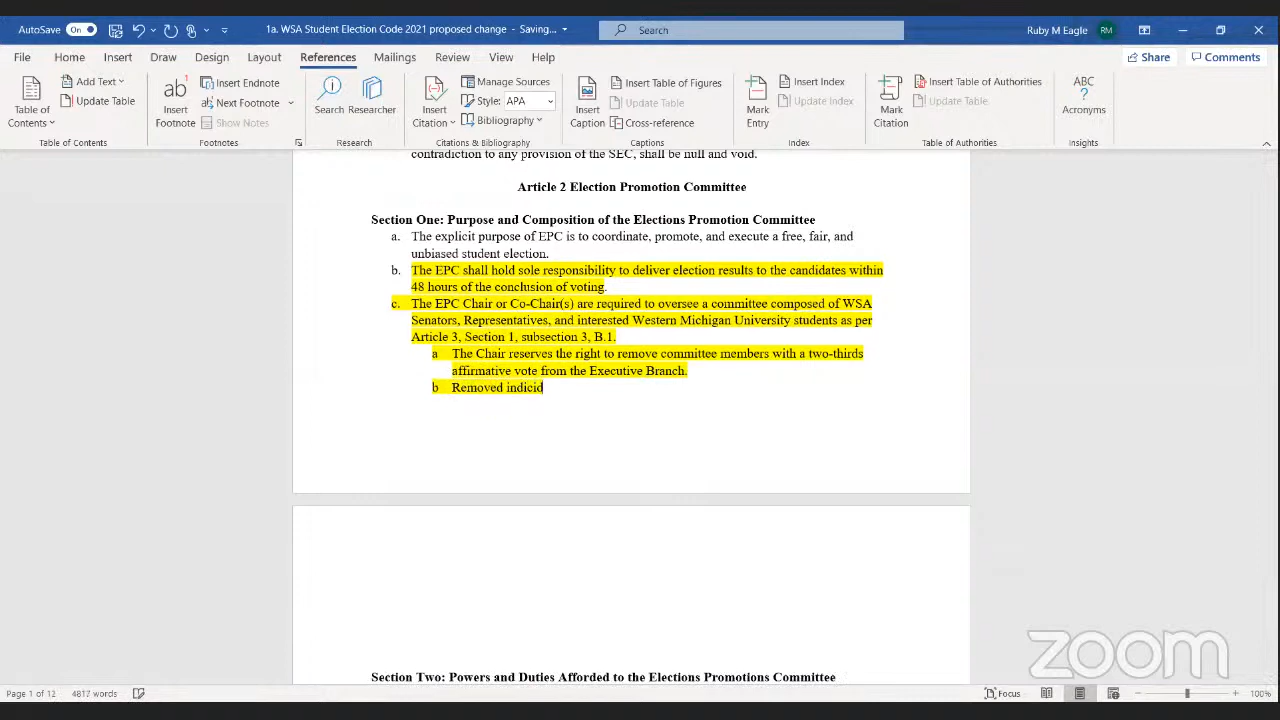 AutoSave On 1a. WSA Student Election Code 2021 proposed change - Saving... Search Ruby M Eagle RM
File Home Insert Draw Design Layout References Mailings Review View Help Share Comments
Table of Contents Add Text Update Table Table of Contents
ab Insert Footnote Insert Endnote Next Footnote Show Notes Footnotes
Search Researcher Research
Insert Citation Manage Sources Style: APA Bibliography Citations & Bibliography
Insert Caption Insert Table of Figures Update Table Cross-reference Captions
Mark Entry Insert Index Update Index Index
Mark Citation Insert Table of Authorities Update Table Table of Authorities
ABC ? Acronyms Insights
contradiction to any provision of the SEC, shall be null and void.
Article 2 Election Promotion Committee
Section One: Purpose and Composition of the Elections Promotion Committee
a. The explicit purpose of EPC is to coordinate, promote, and execute a free, fair, and
unbiased student election.
b. The EPC shall hold sole responsibility to deliver election results to the candidates within
48 hours of the conclusion of voting.
c. The EPC Chair or Co-Chair(s) are required to oversee a committee composed of WSA
Senators, Representatives, and interested Western Michigan University students as per
Article 3, Section 1, subsection 3, B.1.
a The Chair reserves the right to remove committee members with a two-thirds
affirmative vote from the Executive Branch.
b Removed indicid
Section Two: Powers and Duties Afforded to the Elections Promotions Committee
zoom
Page 1 of 12 4817 words Focus 100%